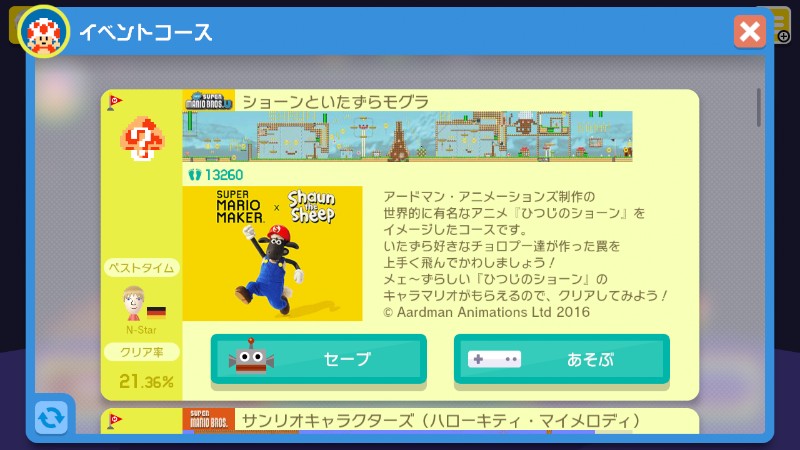 イベントコース
SUPER
MARIO BROS. U
ショーンといたずらモグラ
13260
SUPER
MARIO
MAKER.
x
Shaun
the
Sheep
アードマン・アニメーションズ制作の
世界的に有名なアニメ『ひつじのショーン』を
イメージしたコースです。
いたずら好きなチョロプー達が作った罠を
上手く飛んでかわしましょう！
メェ〜ずらしい『ひつじのショーン』の
キャラマリオがもらえるので、クリアしてみよう！
© Aardman Animations Ltd 2016
ベストタイム
N-Star
クリア率
21.36%
セーブ
あそぶ
SUPER
MARIO BROS.
サンリオキャラクターズ（ハローキティ・マイメロディ）